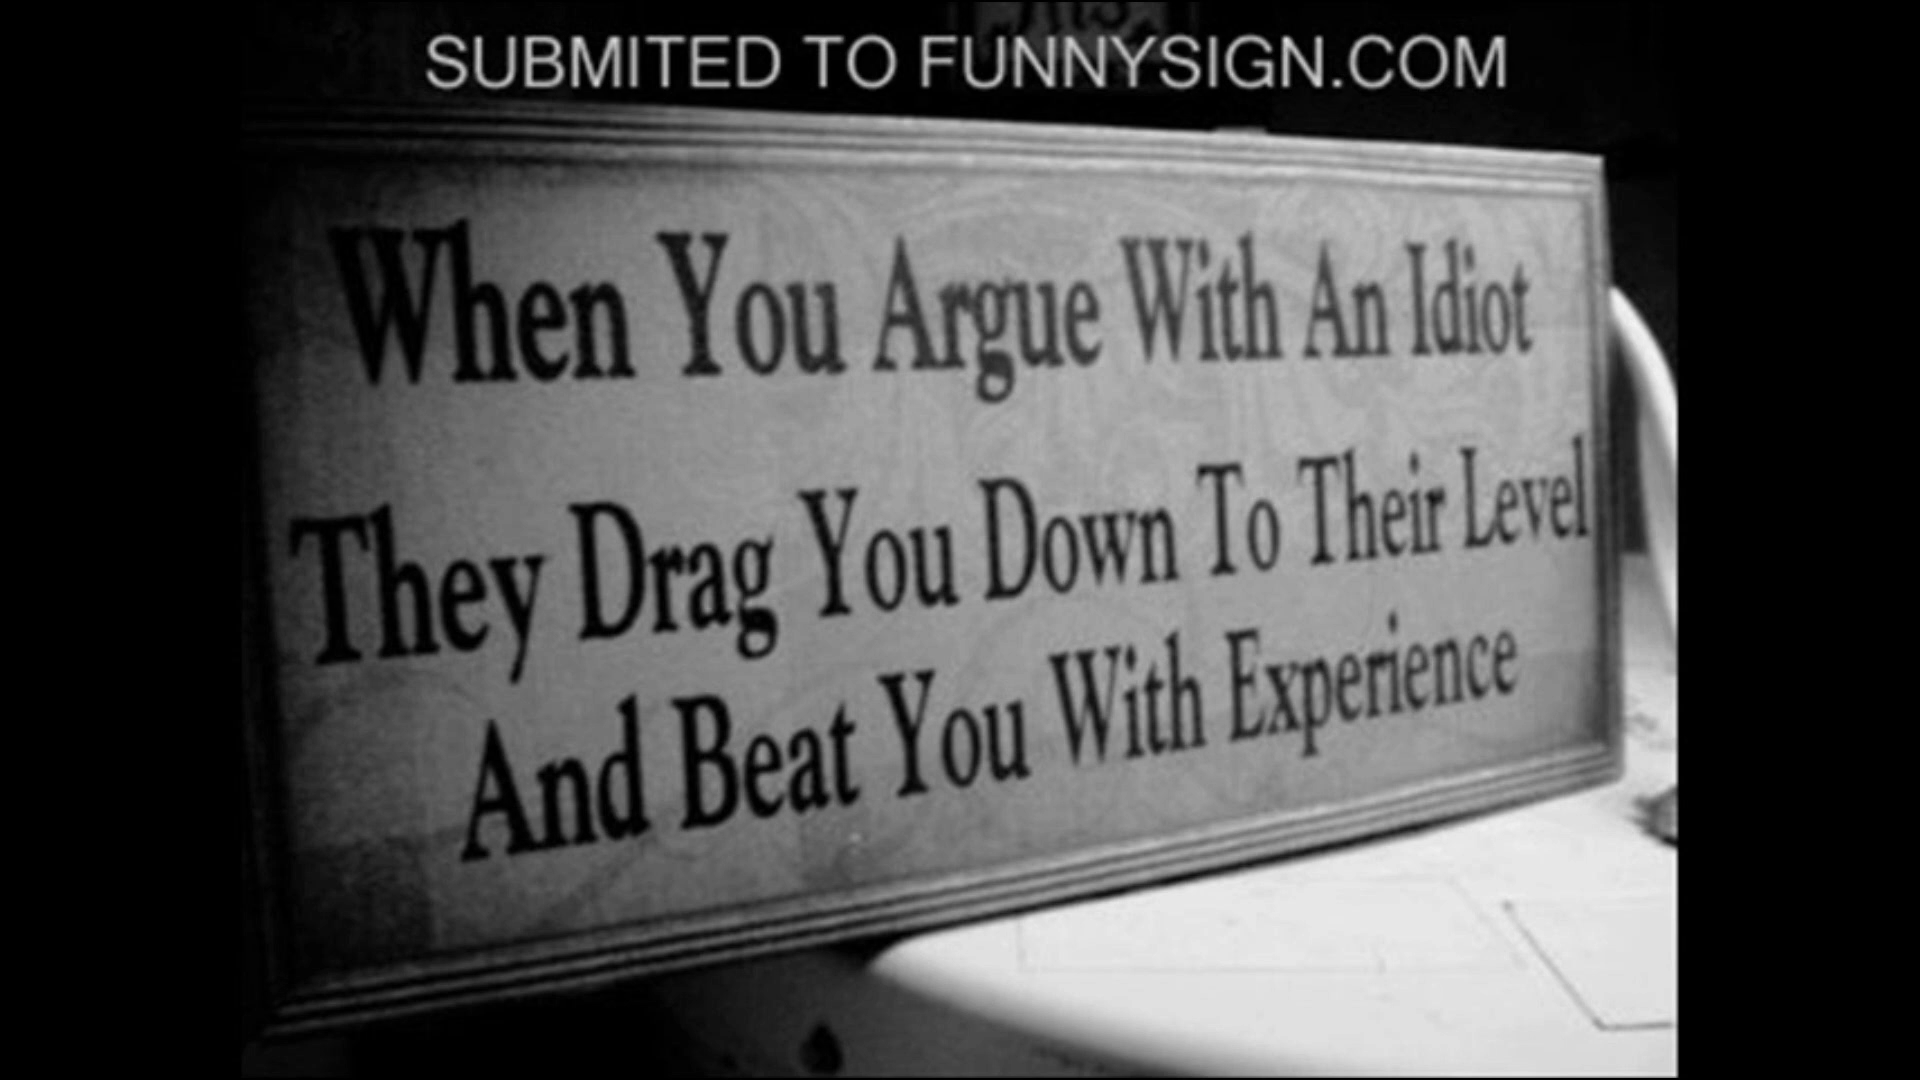 SUBMITED TO FUNNYSIGN.COM
When You Argue With An Idiot
They Drag You Down To Their Level
And Beat You With Experience